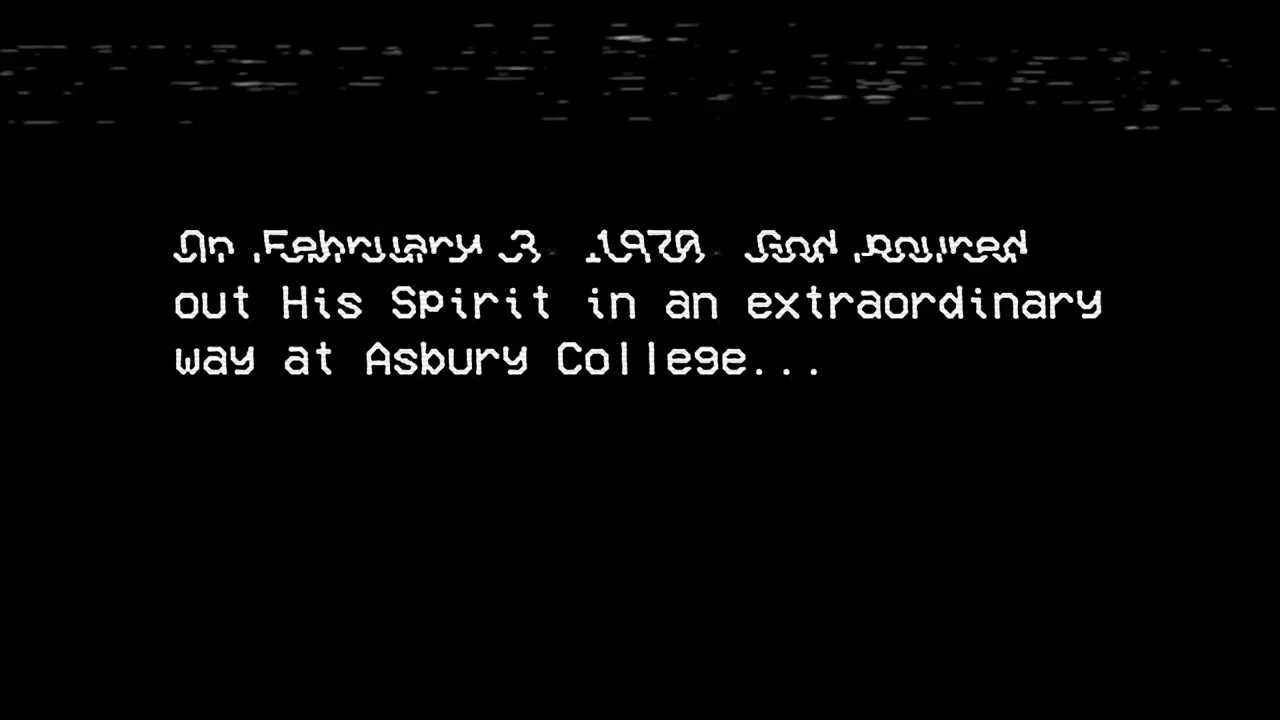 On February 3, 1970, God poured
out His Spirit in an extraordinary
way at Asbury College...